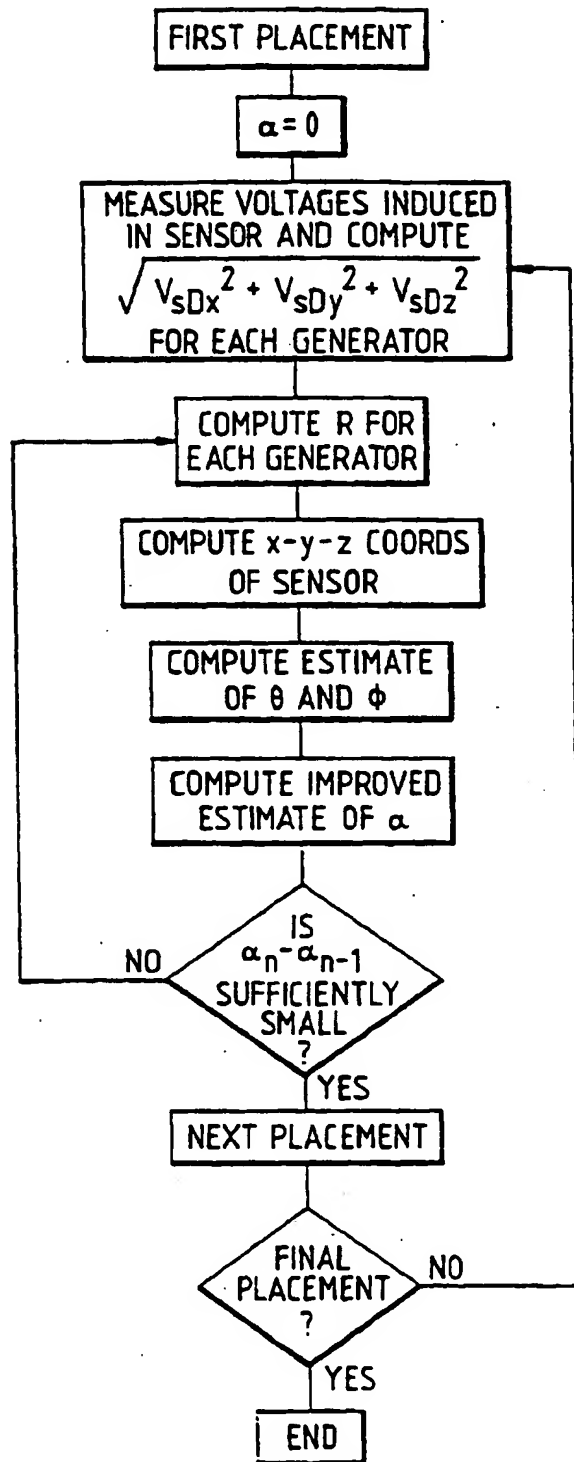 FIRST PLACEMENT
α = 0
MEASURE VOLTAGES INDUCED
IN SENSOR AND COMPUTE
√VsDx² + VsDy² + VsDz²
FOR EACH GENERATOR
COMPUTE R FOR
EACH GENERATOR
COMPUTE x-y-z COORDS
OF SENSOR
COMPUTE ESTIMATE
OF θ AND ϕ
COMPUTE IMPROVED
ESTIMATE OF α
IS
αn-αn-1
SUFFICIENTLY
SMALL
?
NO
YES
NEXT PLACEMENT
FINAL
PLACEMENT
?
NO
YES
END